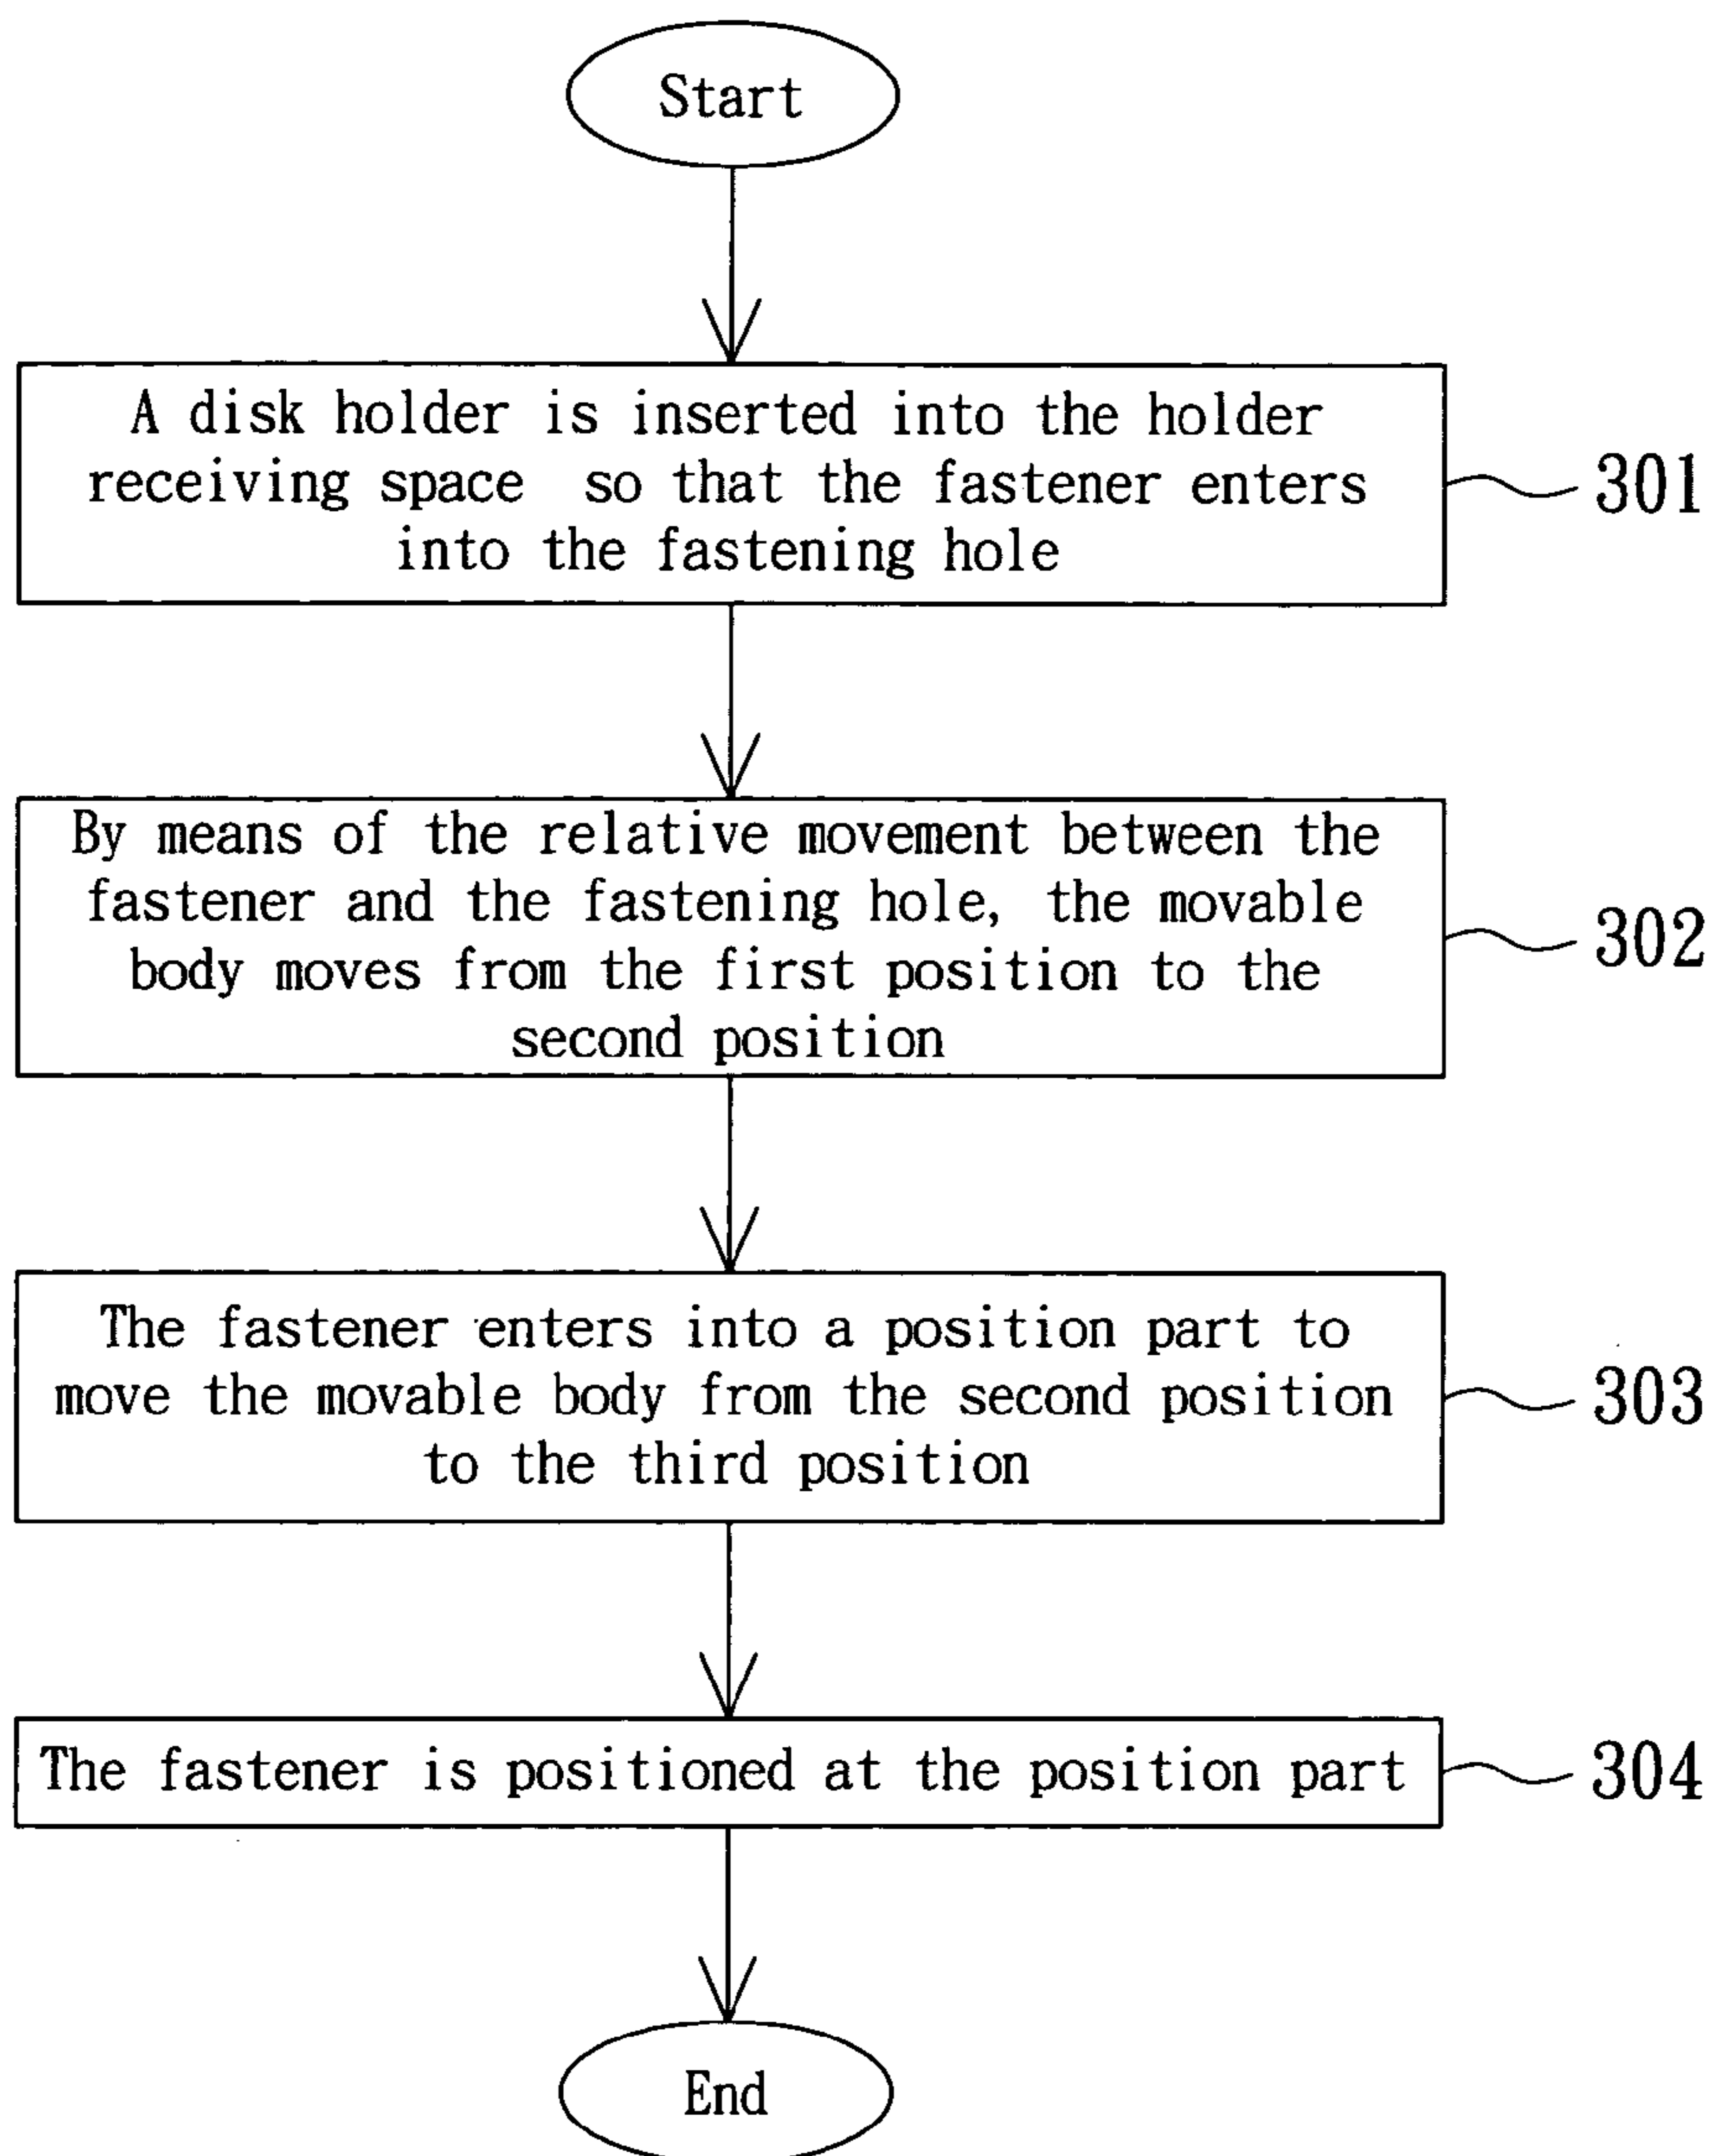 Start
A disk holder is inserted into the holder
receiving space so that the fastener enters
into the fastening hole
301
By means of the relative movement between the
fastener and the fastening hole, the movable
body moves from the first position to the
second position
302
The fastener enters into a position part to
move the movable body from the second position
to the third position
303
The fastener is positioned at the position part
304
End